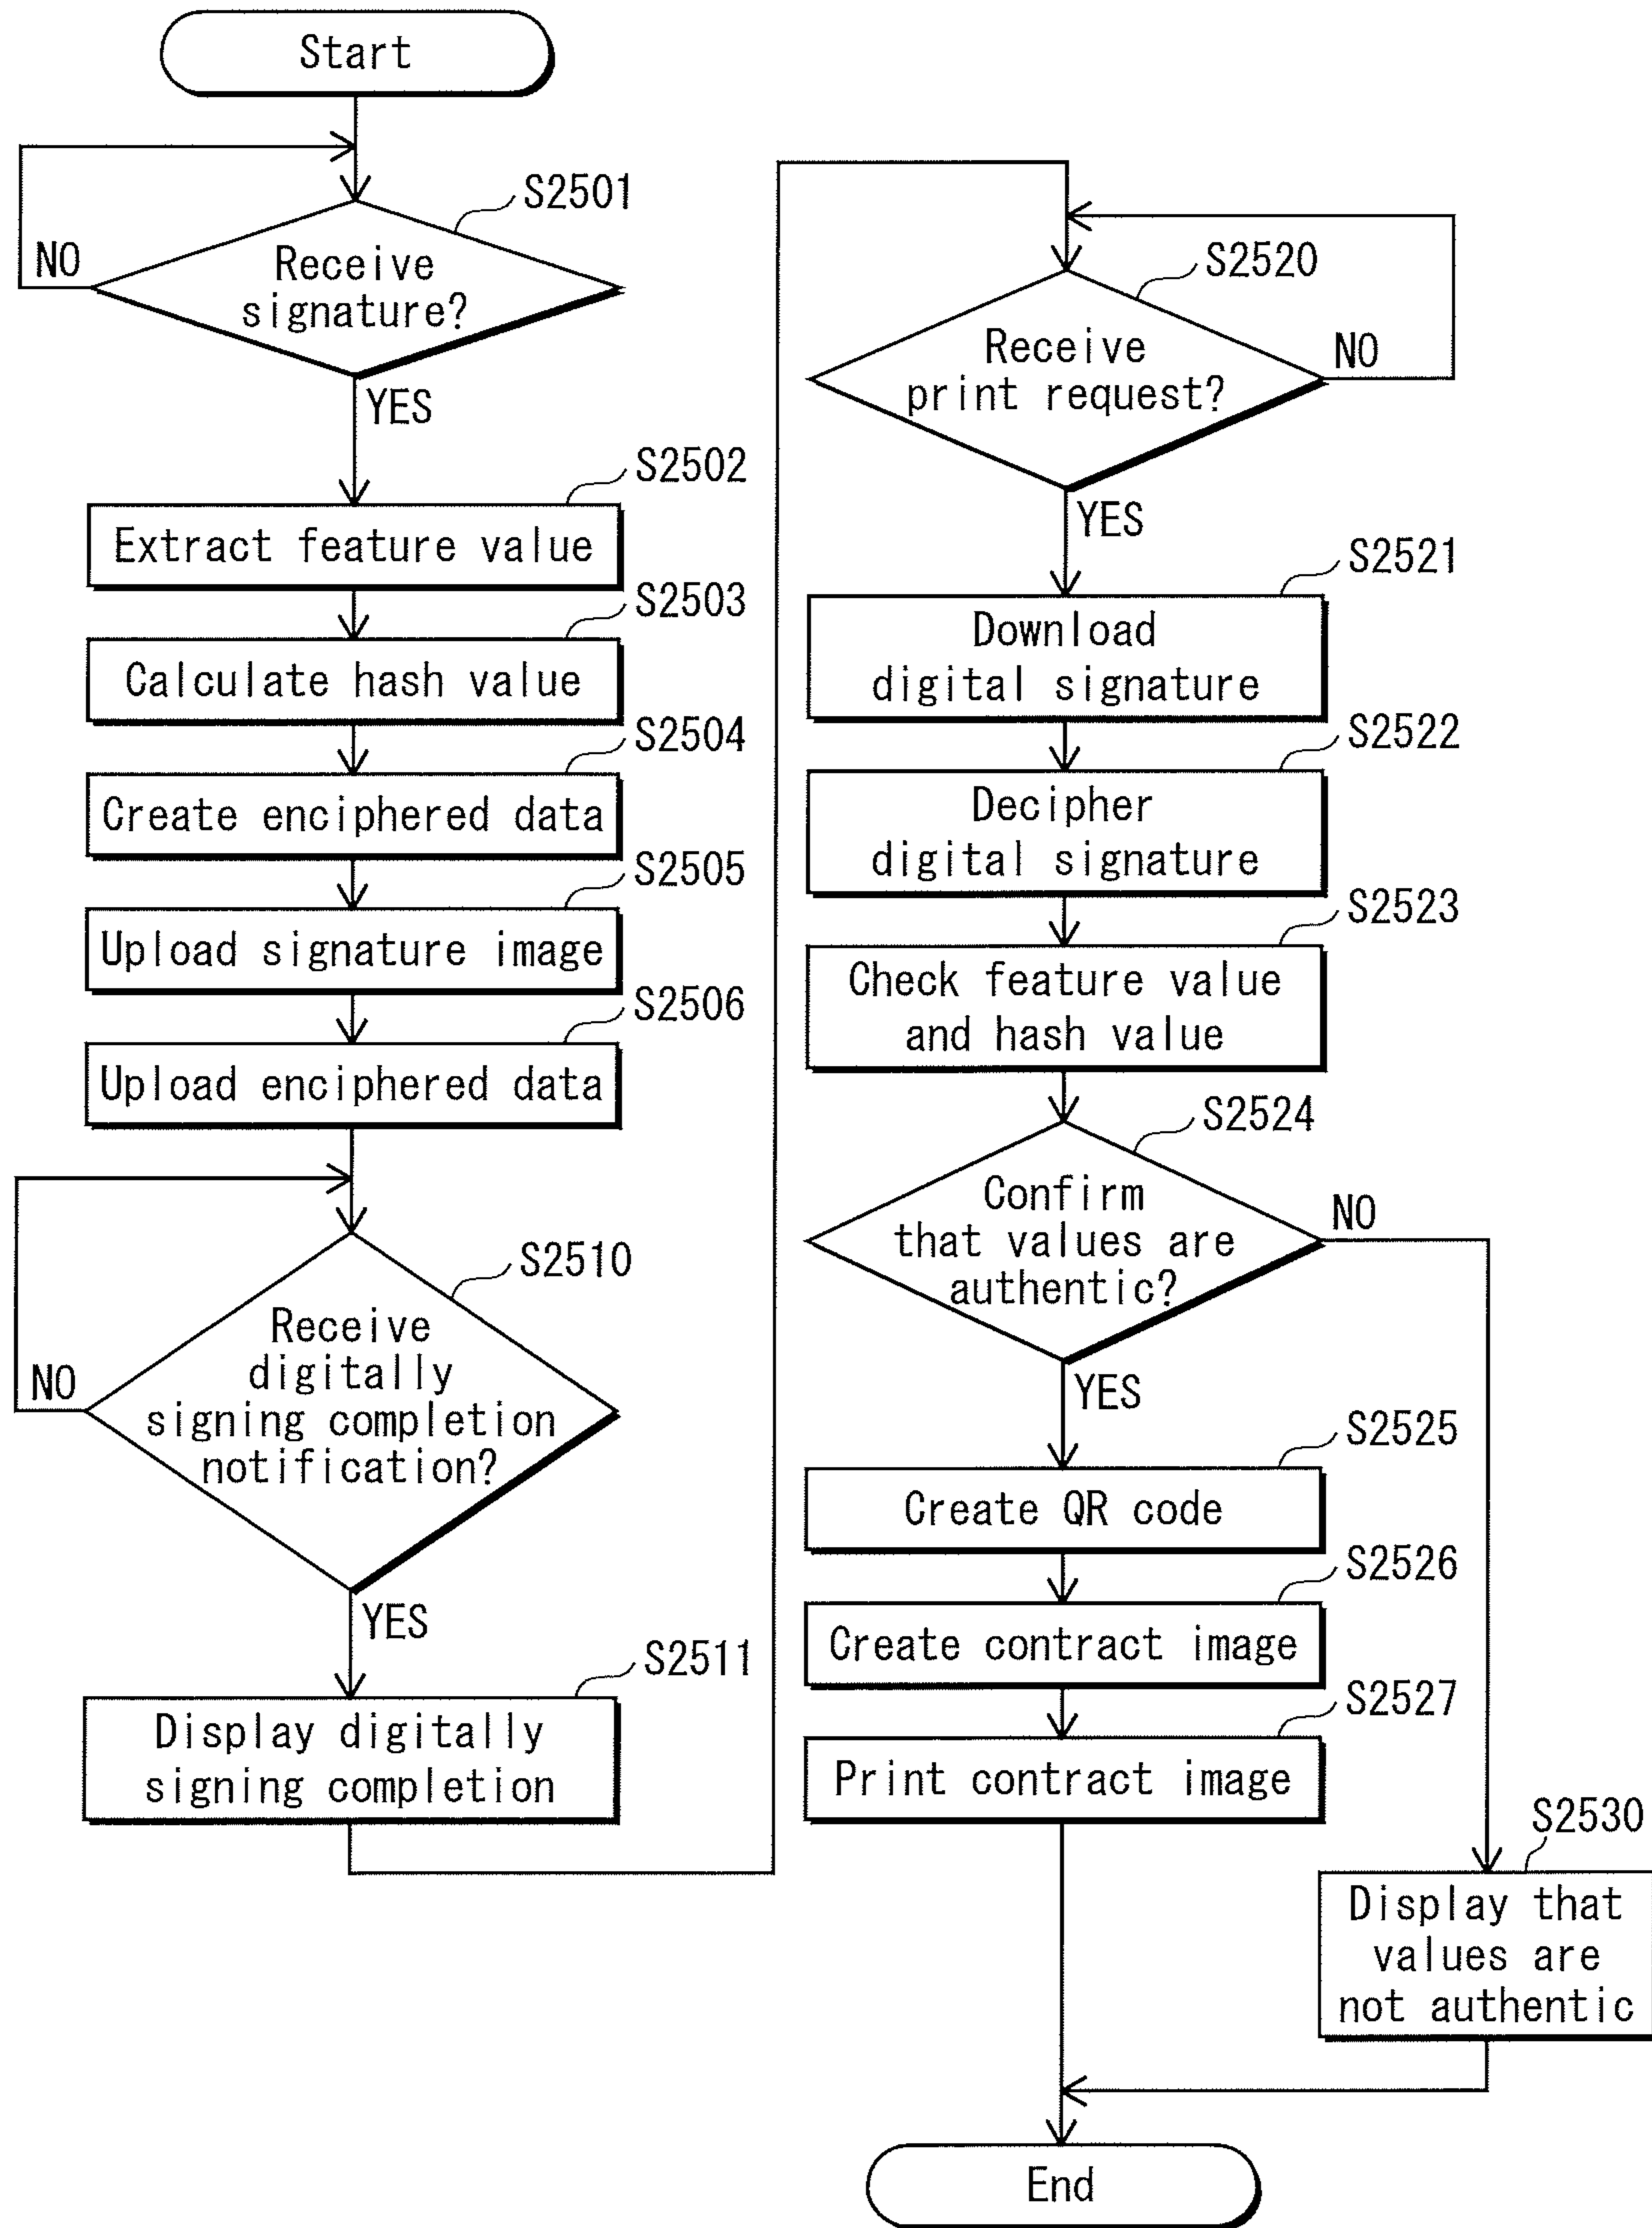 Start
S2501
NO
Receive
signature?
YES
S2502
Extract feature value
S2503
Calculate hash value
S2504
Create enciphered data
S2505
Upload signature image
S2506
Upload enciphered data
S2510
NO
Receive
digitally
signing completion
notification?
YES
S2511
Display digitally
signing completion
S2520
Receive
print request?
NO
YES
S2521
Download
digital signature
S2522
Decipher
digital signature
S2523
Check feature value
and hash value
S2524
Confirm
that values are
authentic?
NO
YES
S2525
Create QR code
S2526
Create contract image
S2527
Print contract image
S2530
Display that
values are
not authentic
End